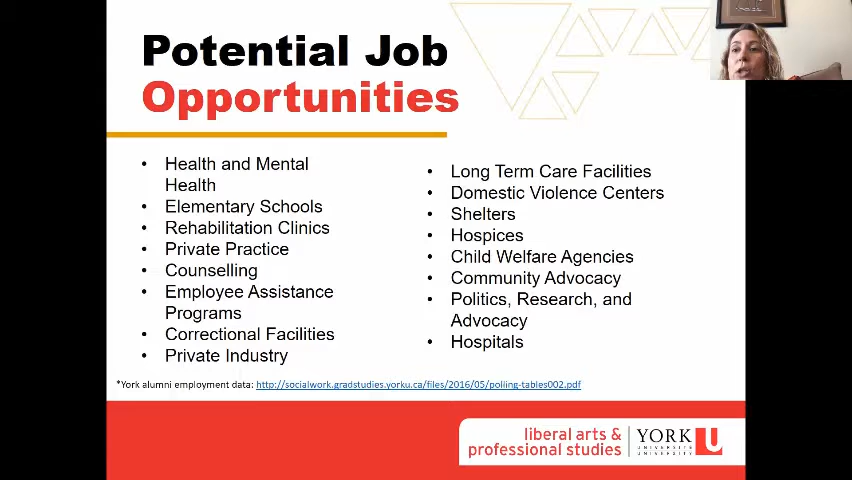 Potential Job
Opportunities
• Health and Mental
Health
• Elementary Schools
• Rehabilitation Clinics
• Private Practice
• Counselling
• Employee Assistance
Programs
• Correctional Facilities
• Private Industry
• Long Term Care Facilities
• Domestic Violence Centers
• Shelters
• Hospices
• Child Welfare Agencies
• Community Advocacy
• Politics, Research, and
Advocacy
• Hospitals
*York alumni employment data: http://socialwork.gradstudies.yorku.ca/files/2016/05/polling-tables002.pdf
liberal arts &
professional studies
YORK U
UNIVERSITÉ
UNIVERSITY